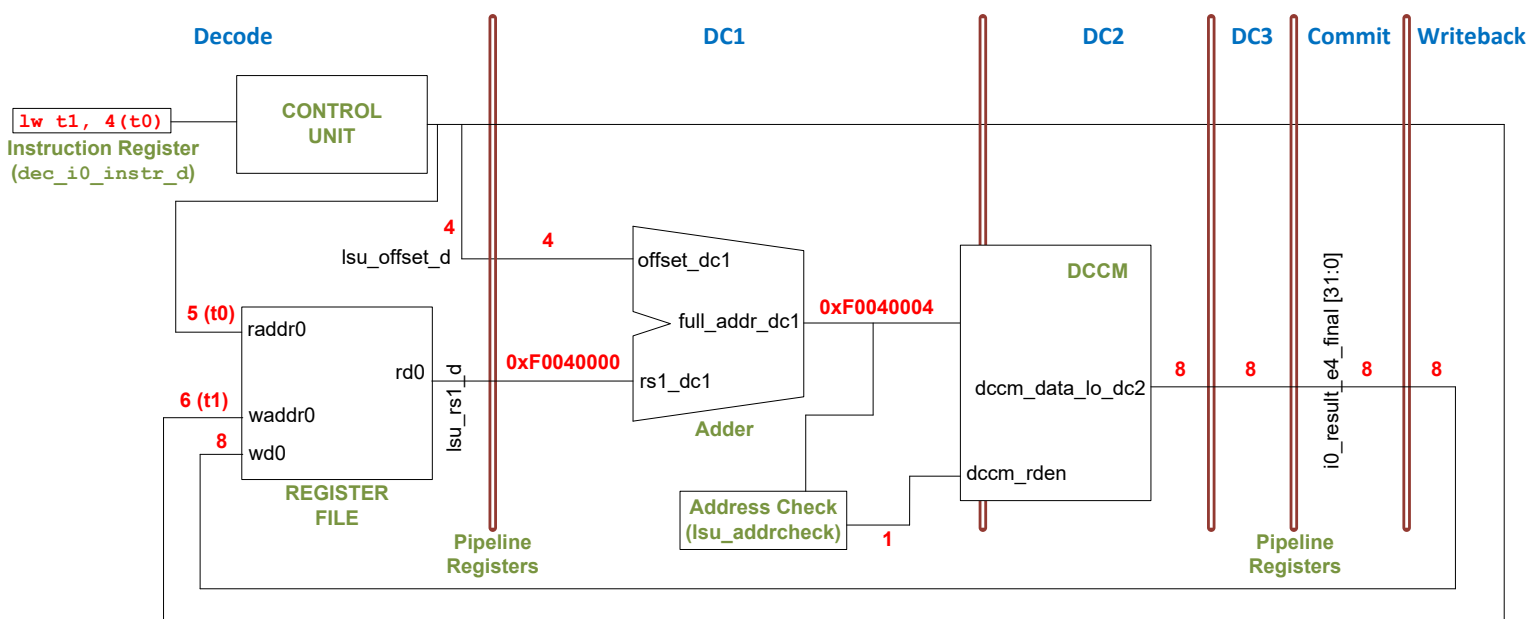 Decode
DC1
DC2
DC3
Commit
Writeback
lw t1, 4(t0)
Instruction Register
(dec_i0_instr_d)
CONTROL
UNIT
4
lsu_offset_d
4
offset_dc1
full_addr_dc1
rs1_dc1
Adder
0xF0040004
DCCM
dccm_data_lo_dc2
dccm_rden
8
8
i0_result_e4_final [31:0]
8
8
5 (t0)
raddr0
rd0
lsu_rs1_d
0xF0040000
6 (t1)
waddr0
8
wd0
REGISTER
FILE
Address Check
(lsu_addrcheck)
1
Pipeline
Registers
Pipeline
Registers